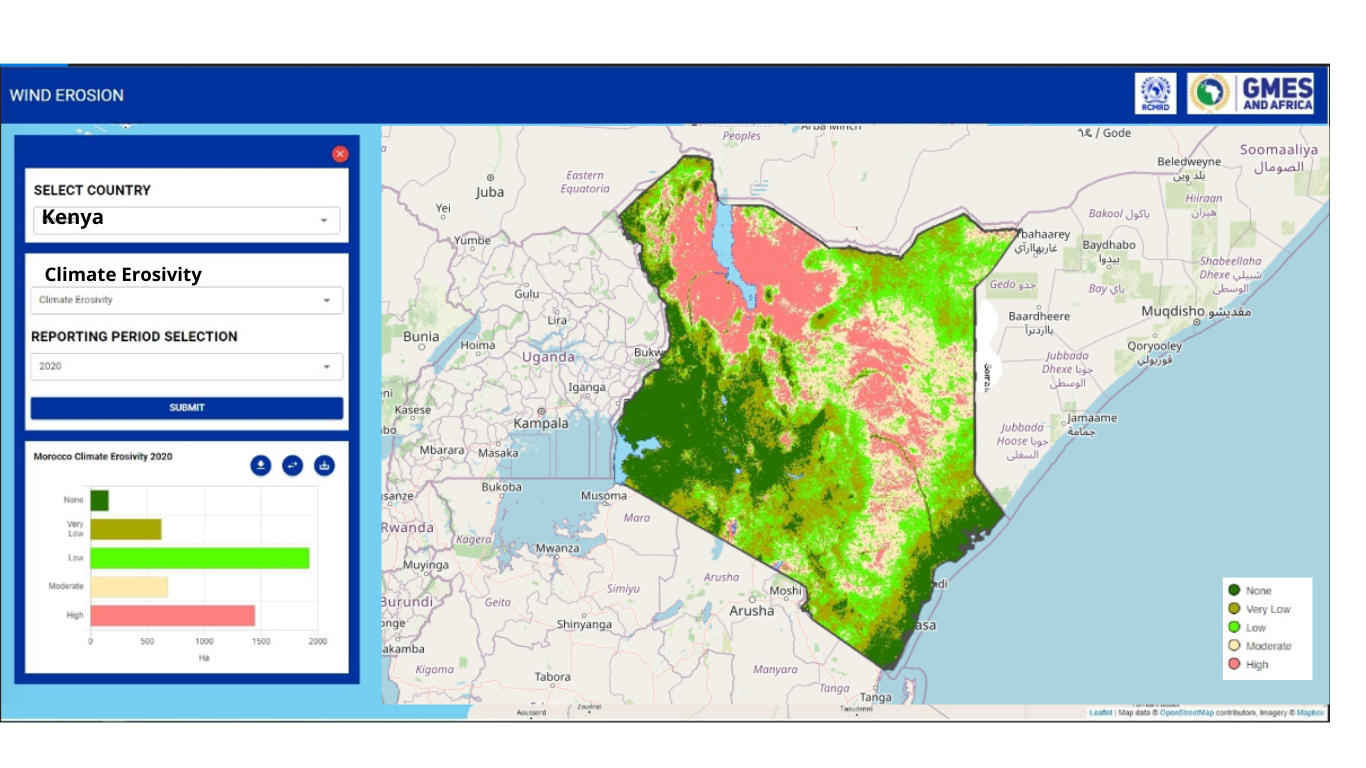 WIND EROSION
RCMRD
GMES
AND AFRICA
SELECT COUNTRY
Kenya
Climate Erosivity
Climate Erosivity
REPORTING PERIOD SELECTION
2020
SUBMIT
Morocco Climate Erosivity 2020
None
Very
Low
Low
Moderate
High
0 500 1000 1500 2000
Ha
Peoples
Arba Minch
ጎዴ / Gode
Soomaaliya
الصومال
Beledweyne
بلد وين
Juba
Eastern
Equatoria
Yei
Hiiraan
هيران
Bakool باكول
Yumbe
Baydhabo
بيدوا
Shabeellaha
Dhexe شبيلي
الوسطى
Gedo جدو
Bay باي
Gulu
Muqdisho مقديشو
Baardheere
Lira
Bunia
Hoima
Uganda
Bukw
Qoryooley
قوريولي
Jubbada
Dhexe جوبا
الوسطى
Iganga
Kasese
Kampala
Jamaame
جمامة
Jubbada
Hoose جوبا
السفلى
Mbarara
Masaka
Bukoba
Musoma
Mara
Rwanda
Kagera
Mwanza
Muyinga
Arusha
Simiyu
Moshi
Burundi
Geita
Arusha
Shinyanga
Kigoma
Tabora
Manyara
Tanga
Tanga
None
Very Low
Low
Moderate
High
Aousserd
Zouérat
Leaflet | Map data © OpenStreetMap contributors, Imagery © Mapbox